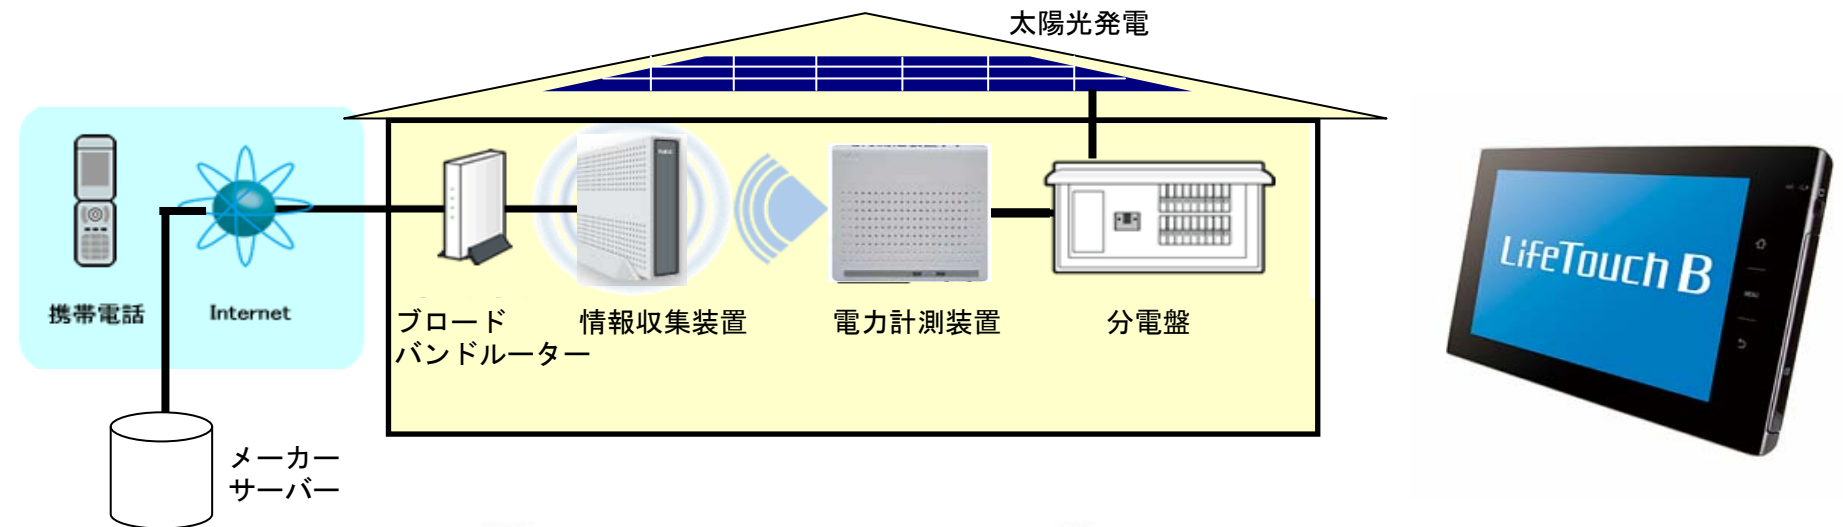 太陽光発電
携帯電話
Internet
ブロード
バンドルーター
情報収集装置
電力計測装置
分電盤
メーカー
サーバー
LifeTouch B
NEC
MENU